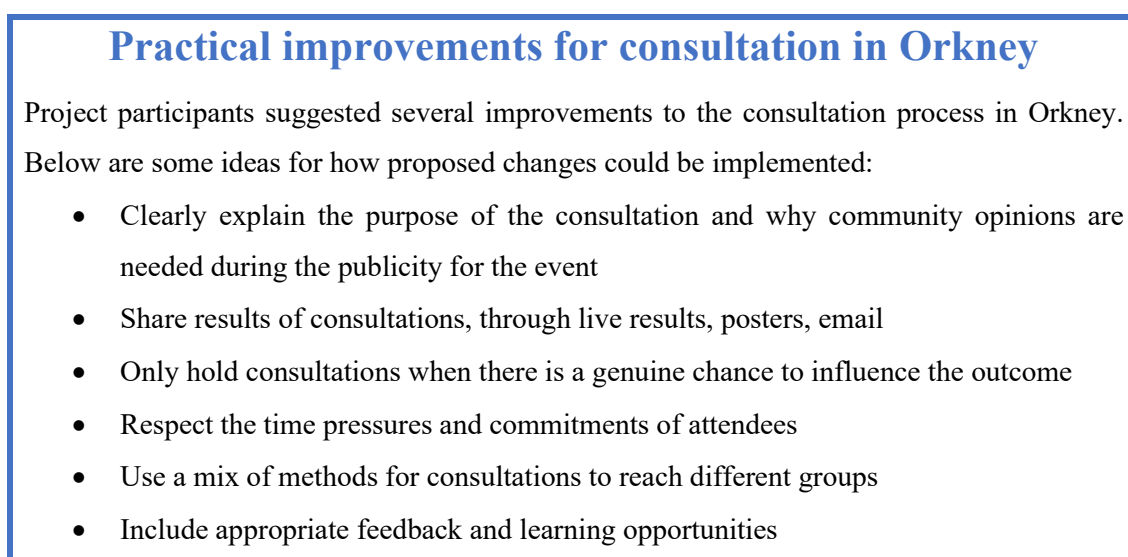 Practical improvements for consultation in Orkney
Project participants suggested several improvements to the consultation process in Orkney.
Below are some ideas for how proposed changes could be implemented:
• Clearly explain the purpose of the consultation and why community opinions are
needed during the publicity for the event
• Share results of consultations, through live results, posters, email
• Only hold consultations when there is a genuine chance to influence the outcome
• Respect the time pressures and commitments of attendees
• Use a mix of methods for consultations to reach different groups
• Include appropriate feedback and learning opportunities